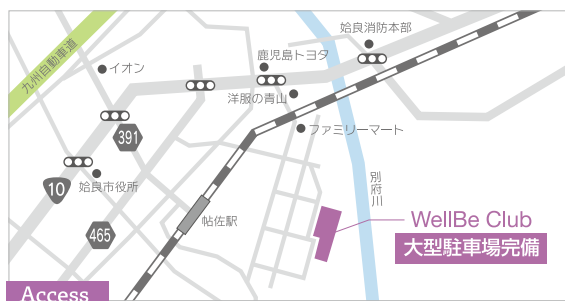 姶良消防本部
鹿児島トヨタ
九州自動車道
イオン
洋服の青山
391
ファミリーマート
10
姶良市役所
別府川
帖佐駅
465
WellBe Club
大型駐車場完備
Access